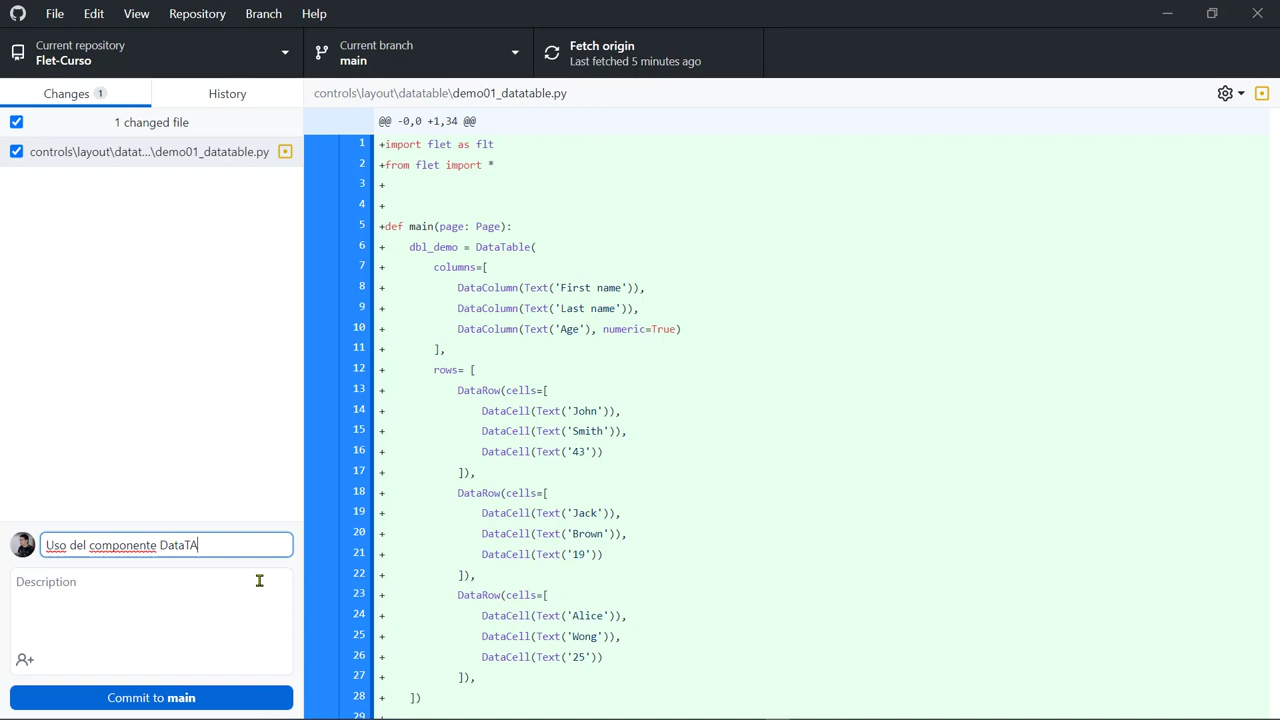 File Edit View Repository Branch Help
Current repository
Flet-Curso
Current branch
main
Fetch origin
Last fetched 5 minutes ago
Changes 1
History
controls\layout\datatable\demo01_datatable.py
1 changed file
controls\layout\datat...\demo01_datatable.py
@@ -0,0 +1,34 @@
1 +import flet as flt
2 +from flet import *
3 +
4 +
5 +def main(page: Page):
6 + dbl_demo = DataTable(
7 + columns=[
8 + DataColumn(Text('First name')),
9 + DataColumn(Text('Last name')),
10 + DataColumn(Text('Age'), numeric=True)
11 + ],
12 + rows= [
13 + DataRow(cells=[
14 + DataCell(Text('John')),
15 + DataCell(Text('Smith')),
16 + DataCell(Text('43'))
17 + ]),
18 + DataRow(cells=[
19 + DataCell(Text('Jack')),
20 + DataCell(Text('Brown')),
21 + DataCell(Text('19'))
22 + ]),
23 + DataRow(cells=[
24 + DataCell(Text('Alice')),
25 + DataCell(Text('Wong')),
26 + DataCell(Text('25'))
27 + ]),
28 + ])
29 +
Uso del componente DataTA
Description
Commit to main